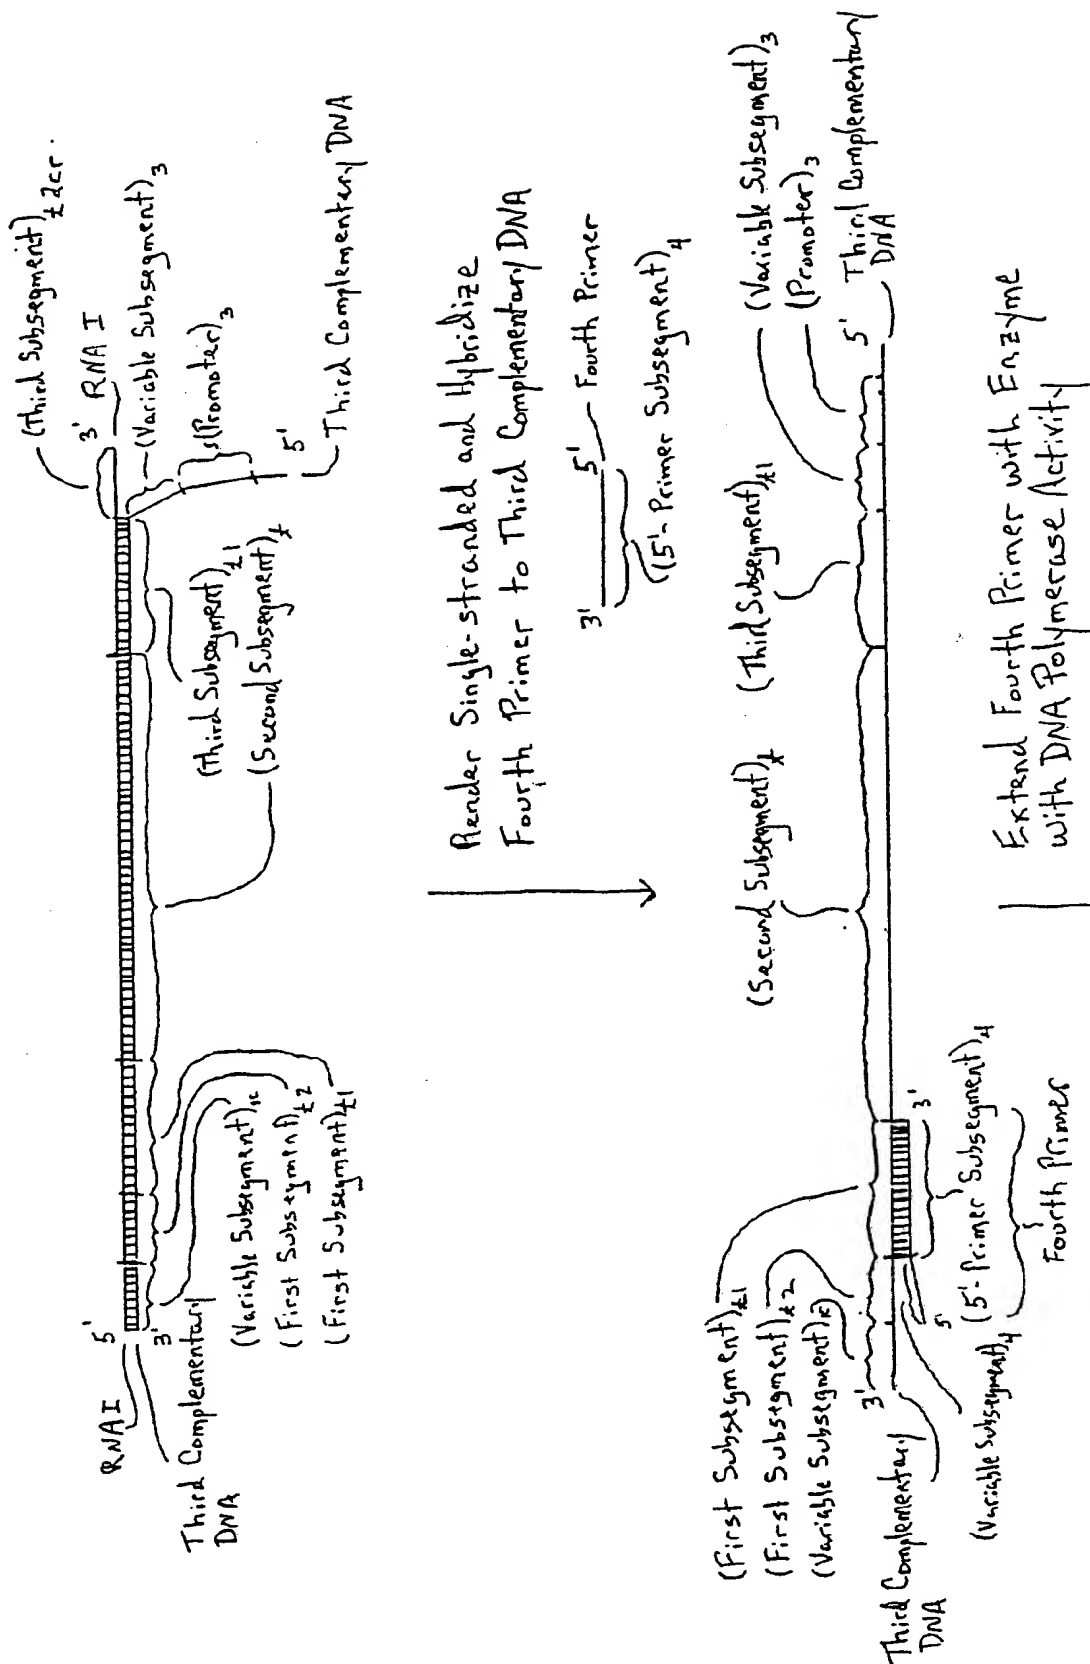 (Third Subsegment)t2cr.
3' RNA I
(Variable Subsegment)3
(Promoter)3
5'
Third Complementary DNA
(Third Subsegment)t1
(Second Subsegment)t
RNA I
5'
3'
Third Complementary
DNA
(Variable Subsegment)
(First Subsegment)t2
(First Subsegment)t1
Render Single-stranded and Hybridize
Fourth Primer to Third Complementary DNA
3' 5' Fourth Primer
(5'-Primer Subsegment)4
(First Subsegment)t1
(First Subsegment)t2
(Variable Subsegment)
3'
Third Complementary
DNA
(Second Subsegment)t
(Third Subsegment)t1
(Variable Subsegment)3
(Promoter)3
5'
Third Complementary
DNA
5'
3'
(Variable Subsegment)4
(5'-Primer Subsegment)4
Fourth Primer
Extend Fourth Primer with Enzyme
with DNA Polymerase Activity